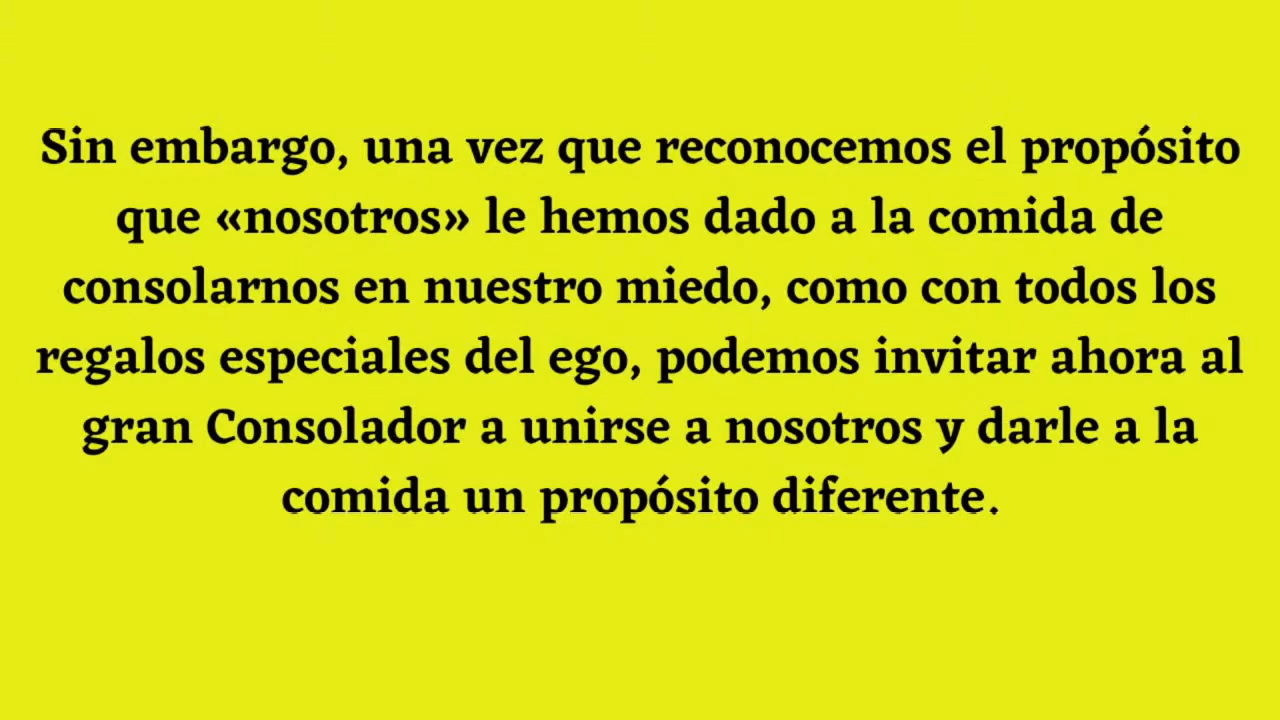 Sin embargo, una vez que reconocemos el propósito
que «nosotros» le hemos dado a la comida de
consolarnos en nuestro miedo, como con todos los
regalos especiales del ego, podemos invitar ahora al
gran Consolador a unirse a nosotros y darle a la
comida un propósito diferente.